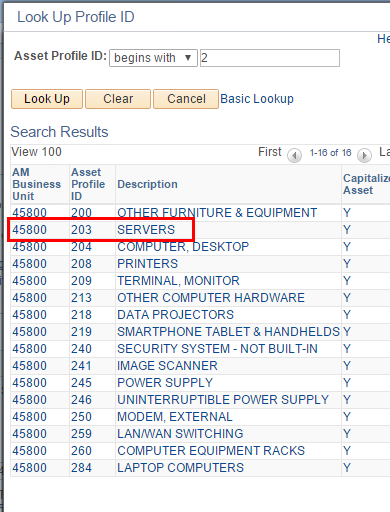 Look Up Profile ID
He
Asset Profile ID: begins with 2
Look Up Clear Cancel Basic Lookup
Search Results
View 100 First 1-16 of 16 La
AM Business Unit Asset Profile ID Description Capitalize Asset
45800 200 OTHER FURNITURE & EQUIPMENT Y
45800 203 SERVERS Y
45800 204 COMPUTER, DESKTOP Y
45800 208 PRINTERS Y
45800 209 TERMINAL, MONITOR Y
45800 213 OTHER COMPUTER HARDWARE Y
45800 218 DATA PROJECTORS Y
45800 219 SMARTPHONE TABLET & HANDHELDS Y
45800 240 SECURITY SYSTEM - NOT BUILT-IN Y
45800 241 IMAGE SCANNER Y
45800 245 POWER SUPPLY Y
45800 246 UNINTERRUPTIBLE POWER SUPPLY Y
45800 250 MODEM, EXTERNAL Y
45800 259 LAN/WAN SWITCHING Y
45800 260 COMPUTER EQUIPMENT RACKS Y
45800 284 LAPTOP COMPUTERS Y